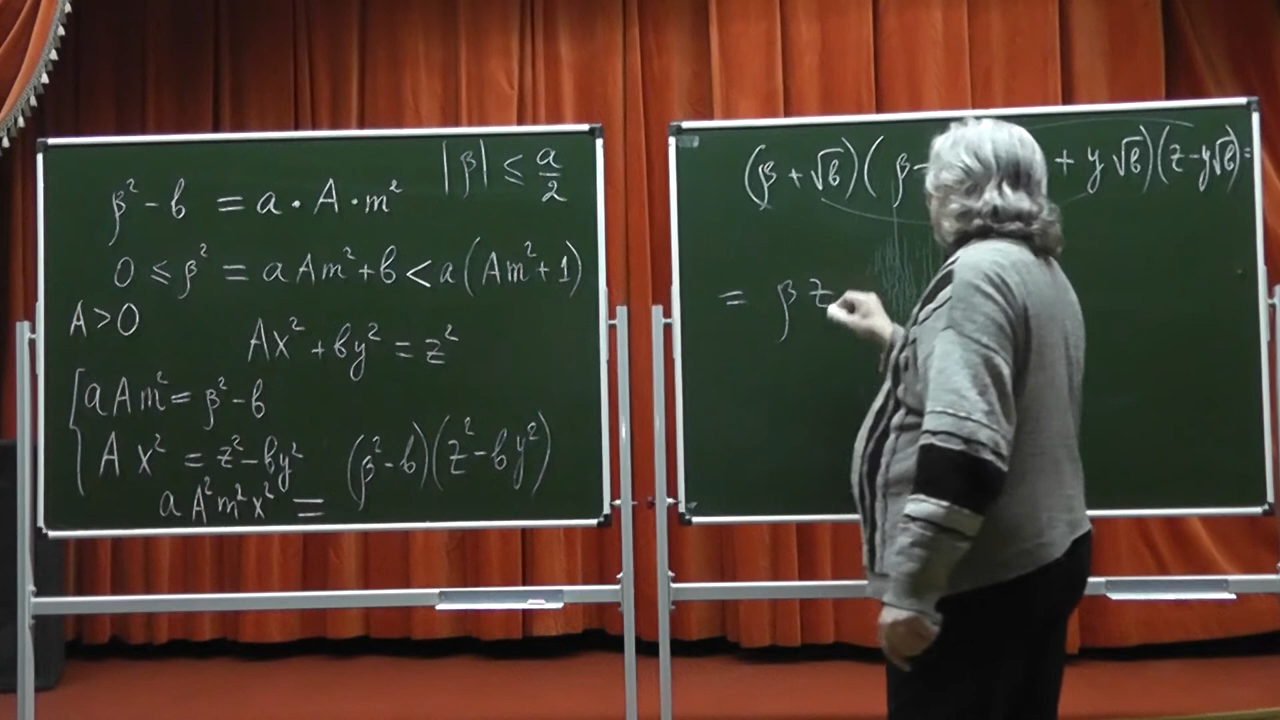 |β| ≤ a/2
β² - b = a · A · m²
0 ≤ β² = aAm² + b < a(Am² + 1)
A > 0
Ax² + by² = z²
aAm² = β² - b
Ax² = z² - by²
aA²m²x² = (β² - b)(z² - by²)
(β + √b)(β + y√b)(z - y√b) =
= βz